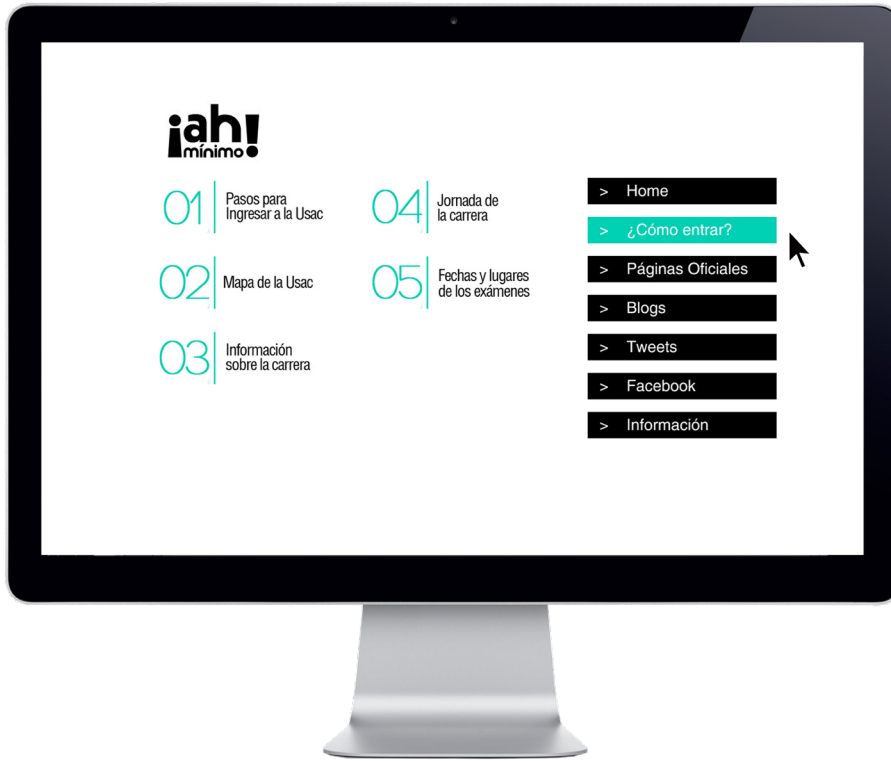 ¡ah!
mínimo
01
Pasos para
Ingresar a la Usac
02
Mapa de la Usac
03
Información
sobre la carrera
04
Jornada de
la carrera
05
Fechas y lugares
de los exámenes
> Home
> ¿Cómo entrar?
> Páginas Oficiales
> Blogs
> Tweets
> Facebook
> Información